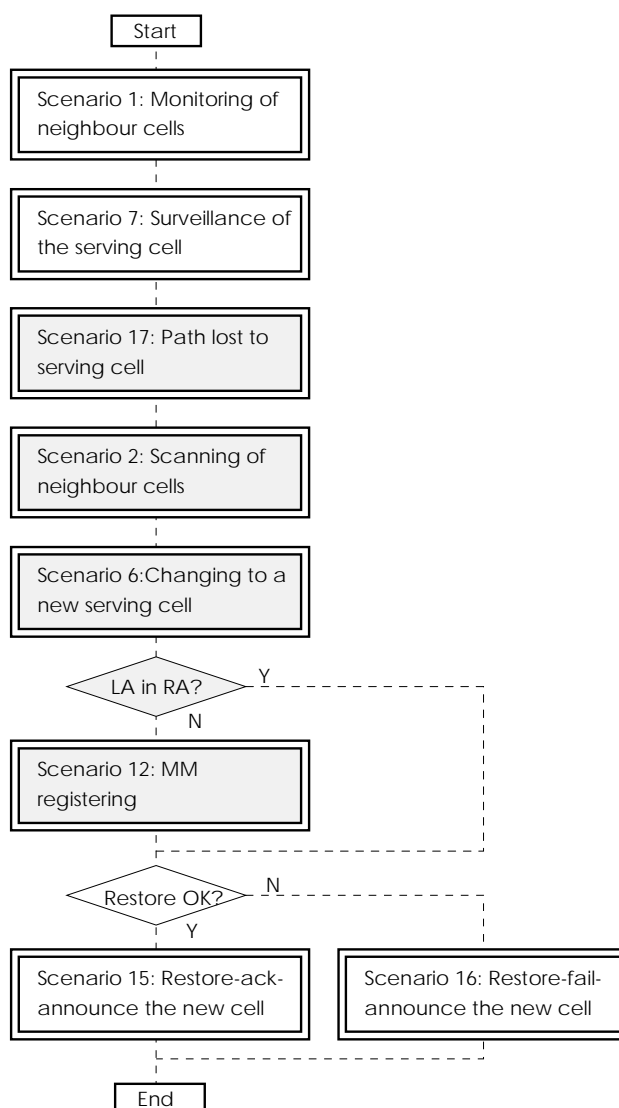 Start
Scenario 1: Monitoring of
neighbour cells
Scenario 7: Surveillance of
the serving cell
Scenario 17: Path lost to
serving cell
Scenario 2: Scanning of
neighbour cells
Scenario 6:Changing to a
new serving cell
LA in RA?
Y
N
Scenario 12: MM
registering
Restore OK?
N
Y
Scenario 15: Restore-ack-
announce the new cell
Scenario 16: Restore-fail-
announce the new cell
End